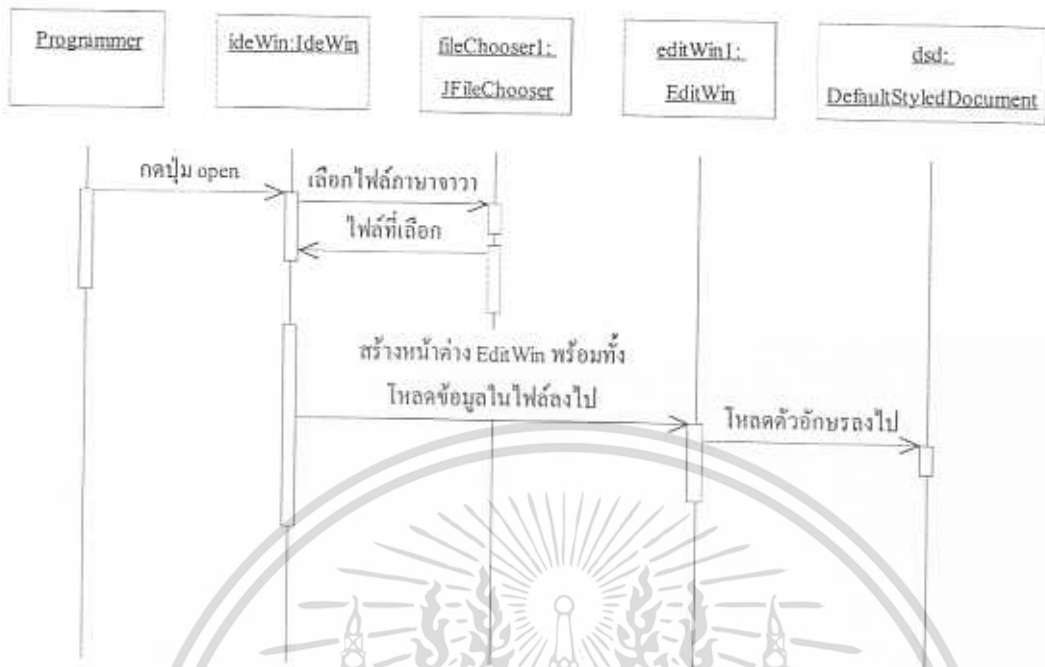 Programmer
ideWin:IdeWin
fileChooser1:
JFileChooser
editWin1:
EditWin
dsd:
DefaultStyledDocument
กดปุ่ม open
เลือกไฟล์ภาษาจาวา
ไฟล์ที่เลือก
สร้างหน้าต่าง EditWin พร้อมทั้ง
โหลดข้อมูลในไฟล์ลงไป
โหลดตัวอักษรลงไป